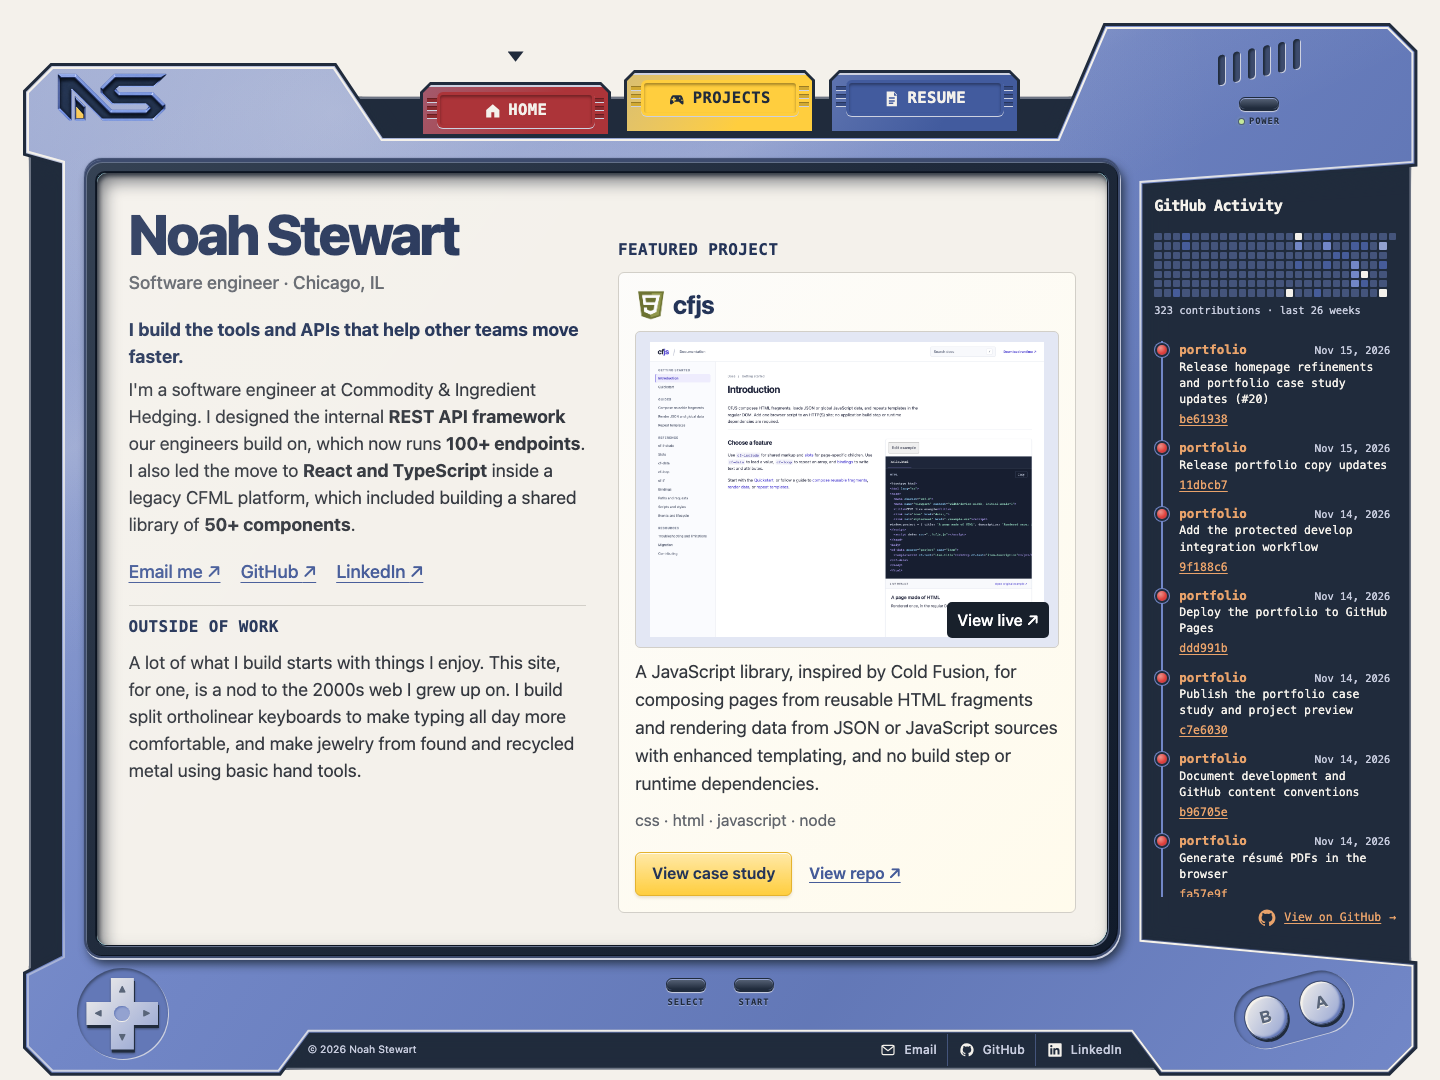 NS
HOME
PROJECTS
RESUME
POWER
Noah Stewart
Software engineer · Chicago, IL
I build the tools and APIs that help other teams move
faster.
I'm a software engineer at Commodity & Ingredient
Hedging. I designed the internal REST API framework
our engineers build on, which now runs 100+ endpoints.
I also led the move to React and TypeScript inside a
legacy CFML platform, which included building a shared
library of 50+ components.
Email me ↗ GitHub ↗ LinkedIn ↗
OUTSIDE OF WORK
A lot of what I build starts with things I enjoy. This site,
for one, is a nod to the 2000s web I grew up on. I build
split ortholinear keyboards to make typing all day more
comfortable, and make jewelry from found and recycled
metal using basic hand tools.
FEATURED PROJECT
cfjs
cfjs / Documentation
Introduction
Choose a feature
A page made of HTML
View live ↗
A JavaScript library, inspired by Cold Fusion, for
composing pages from reusable HTML fragments
and rendering data from JSON or JavaScript sources
with enhanced templating, and no build step or
runtime dependencies.
css · html · javascript · node
View case study
View repo ↗
GitHub Activity
323 contributions · last 26 weeks
portfolio Nov 15, 2026
Release homepage refinements
and portfolio case study
updates (#20)
be61938
portfolio Nov 15, 2026
Release portfolio copy updates
11dbcb7
portfolio Nov 14, 2026
Add the protected develop
integration workflow
9f188c6
portfolio Nov 14, 2026
Deploy the portfolio to GitHub
Pages
ddd991b
portfolio Nov 14, 2026
Publish the portfolio case
study and project preview
c7e6030
portfolio Nov 14, 2026
Document development and
GitHub content conventions
b96705e
portfolio Nov 14, 2026
Generate résumé PDFs in the
browser
fa57e9f
View on GitHub →
SELECT
START
B
A
© 2026 Noah Stewart
Email
GitHub
LinkedIn